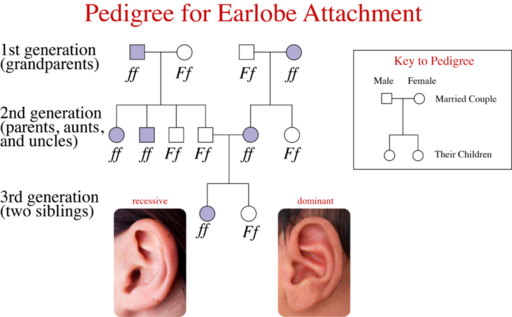 Pedigree for Earlobe Attachment
1st generation
(grandparents)
ff Ff Ff ff
2nd generation
(parents, aunts,
and uncles)
ff ff Ff Ff ff Ff
3rd generation
(two siblings)
ff Ff
recessive
dominant
Key to Pedigree
Male Female
Married Couple
Their Children